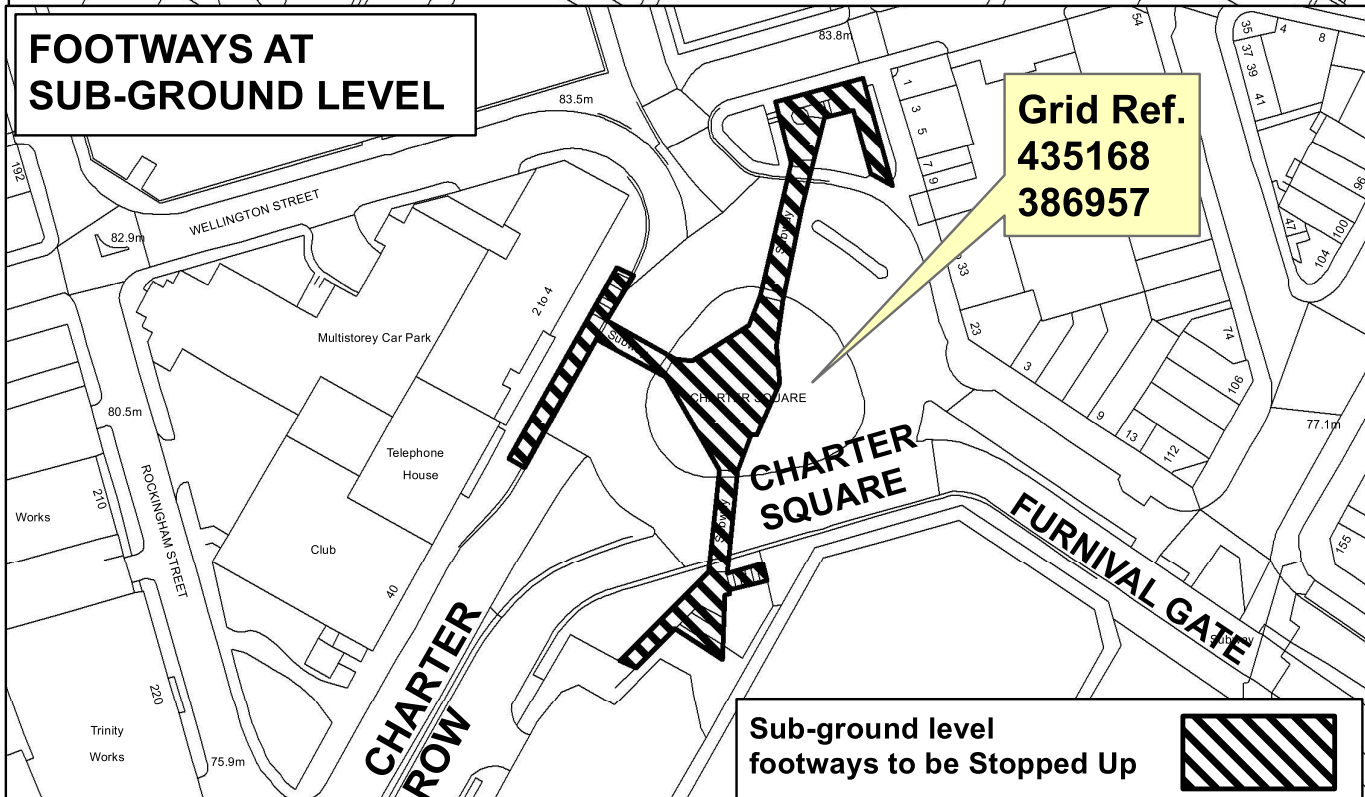 FOOTWAYS AT
SUB-GROUND LEVEL
83.8m
54
35
37
39
41
4
8
83.5m
1
3
5
7
9
Grid Ref.
435168
386957
192
WELLINGTON STREET
82.9m
96
100
104
47
Subway
33
23
2 to 4
Multistorey Car Park
Subway
3
74
106
CHARTER SQUARE
80.5m
9
13
112
77.1m
Telephone
House
CHARTER
SQUARE
210
Works
ROCKINGHAM STREET
Club
Subway
FURNIVAL GATE
155
40
Subway
CHARTER
ROW
220
Trinity
Works
75.9m
Sub-ground level
footways to be Stopped Up